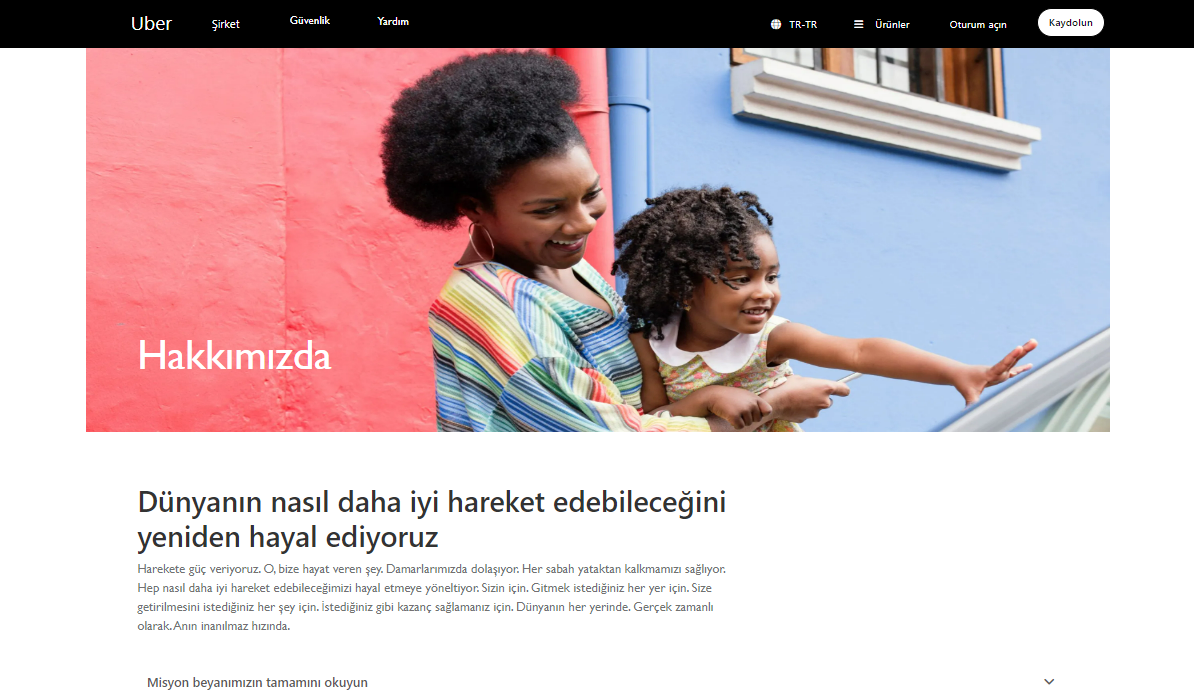 Uber Şirket Güvenlik Yardım TR-TR Ürünler Oturum açın Kaydolun
Hakkımızda
Dünyanın nasıl daha iyi hareket edebileceğini
yeniden hayal ediyoruz
Harekete güç veriyoruz. O, bize hayat veren şey. Damarlarımızda dolaşıyor. Her sabah yataktan kalkmamızı sağlıyor.
Hep nasıl daha iyi hareket edebileceğimizi hayal etmeye yöneltiyor. Sizin için. Gitmek istediğiniz her yer için. Size
getirilmesini istediğiniz her şey için. İstediğiniz gibi kazanç sağlamanız için. Dünyanın her yerinde. Gerçek zamanlı
olarak. Anın inanılmaz hızında.
Misyon beyanımızın tamamını okuyun